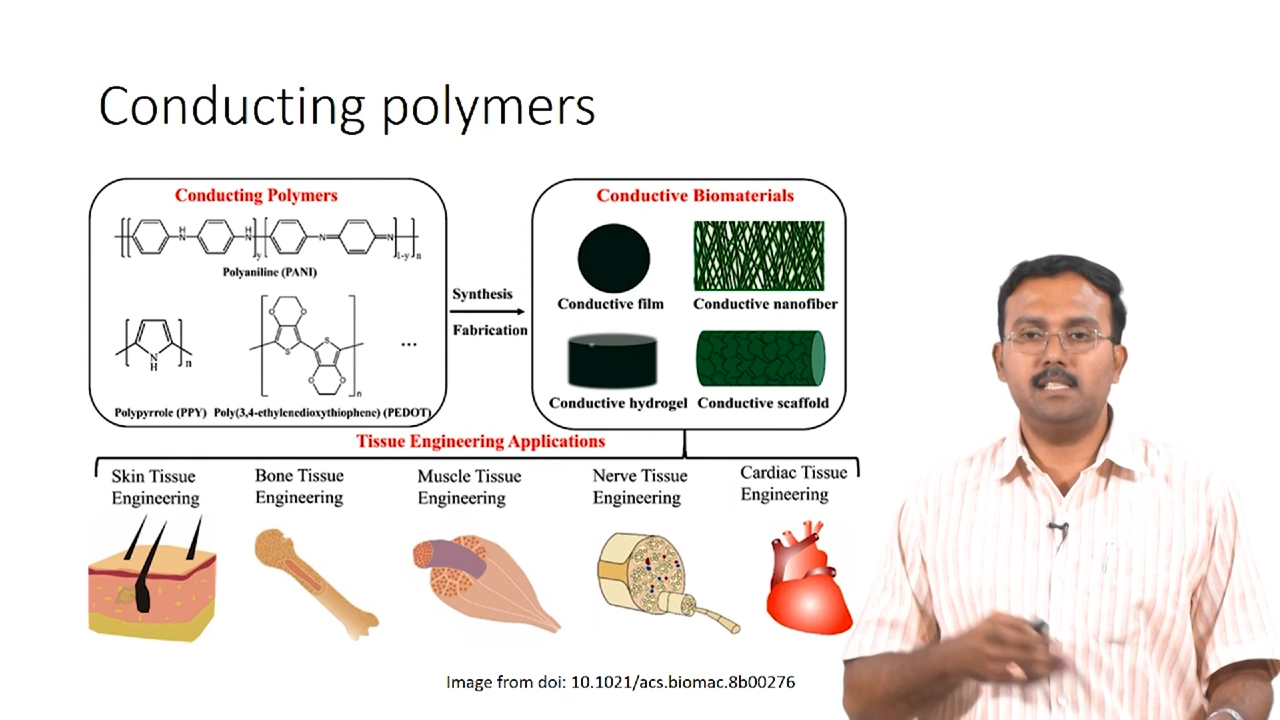 Conducting polymers
Conducting Polymers
H
N
H
N
N
N
y
1-y
n
Polyaniline (PANI)
N
H
n
O
O
S
S
O
O
n
...
Polypyrrole (PPY)
Poly(3,4-ethylenedioxythiophene) (PEDOT)
Synthesis
Fabrication
Conductive Biomaterials
Conductive film
Conductive nanofiber
Conductive hydrogel
Conductive scaffold
Tissue Engineering Applications
Skin Tissue
Engineering
Bone Tissue
Engineering
Muscle Tissue
Engineering
Nerve Tissue
Engineering
Cardiac Tissue
Engineering
Image from doi: 10.1021/acs.biomac.8b00276